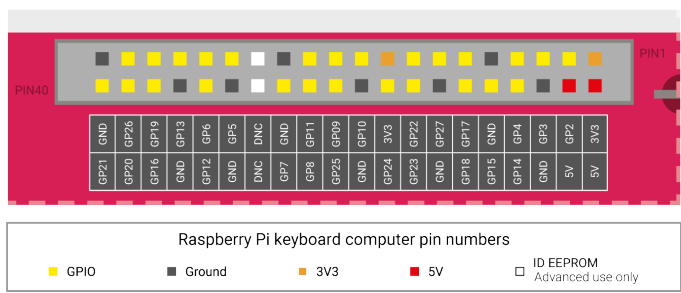 PIN1
PIN40
GND GP26 GP19 GP13 GP6 GP5 DNC GND GP11 GP09 GP10 3V3 GP22 GP27 GP17 GND GP4 GP3 GP2 3V3
GP21 GP20 GP16 GND GP12 GND DNC GP7 GP8 GP25 GND GP24 GP23 GND GP18 GP15 GP14 GND 5V 5V
Raspberry Pi keyboard computer pin numbers
GPIO Ground 3V3 5V ID EEPROM
Advanced use only